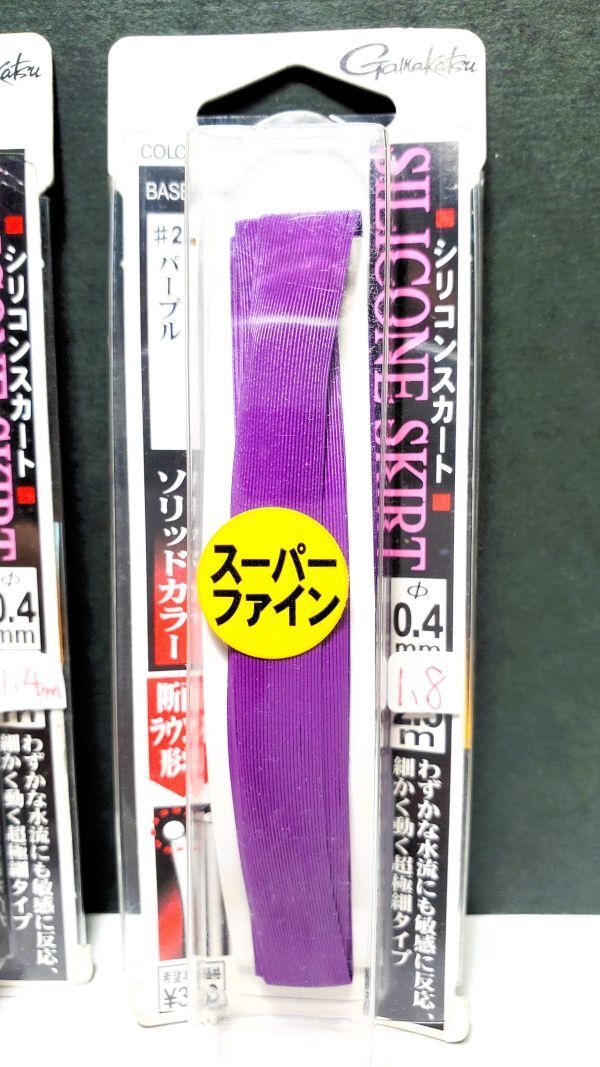 Gamakatsu
SILICONE SKIRT
シリコンスカート
#2
パープル
ソリッドカラー
スーパー
ファイン
φ
0.4
mm
1.8
m
わずかな水流にも敏感に反応、
細かく動く超極細タイプ
シリコンスカート
0.4
mm
1.4m
わずかな水流にも敏感に反応、
細かく動く超極細タイプ